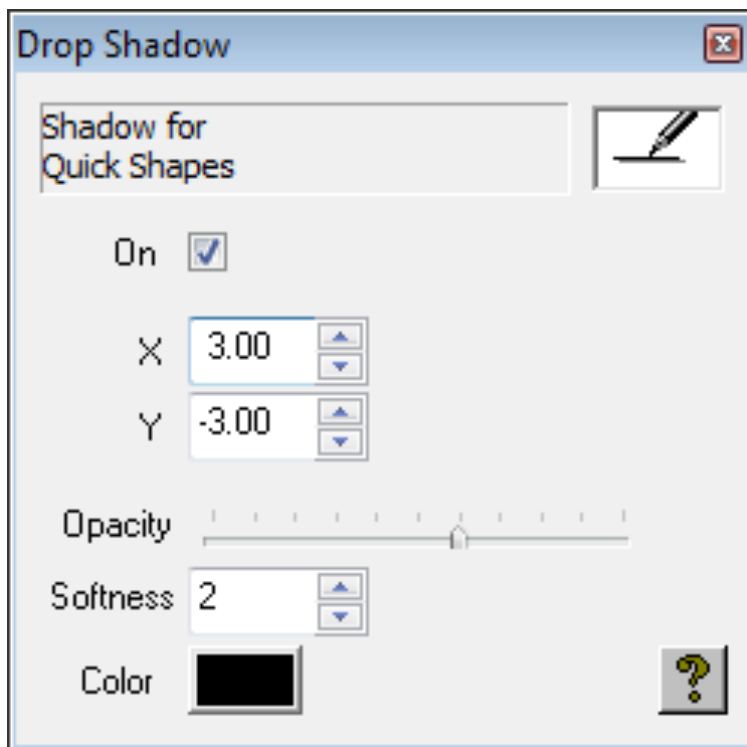 Drop Shadow
Shadow for
Quick Shapes
On
X 3.00
Y -3.00
Opacity
Softness 2
Color
?